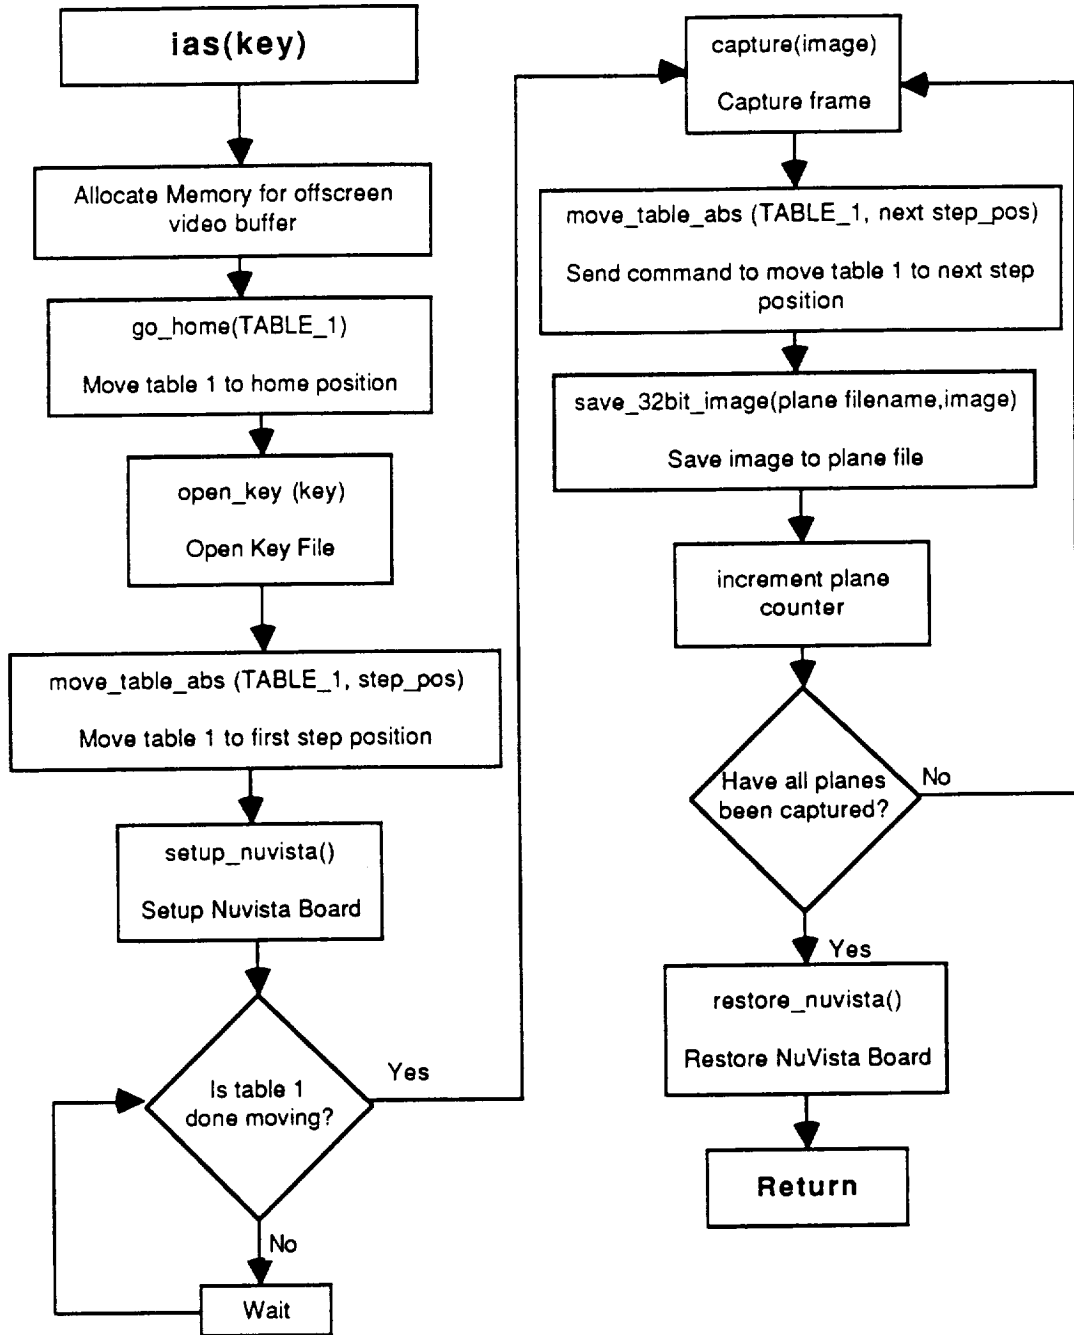 ias(key)
Allocate Memory for offscreen
video buffer
go_home(TABLE_1)
Move table 1 to home position
open_key (key)
Open Key File
move_table_abs (TABLE_1, step_pos)
Move table 1 to first step position
setup_nuvista()
Setup Nuvista Board
Is table 1
done moving?
Yes
No
Wait
capture(image)
Capture frame
move_table_abs (TABLE_1, next step_pos)
Send command to move table 1 to next step
position
save_32bit_image(plane filename,image)
Save image to plane file
increment plane
counter
Have all planes
been captured?
No
Yes
restore_nuvista()
Restore NuVista Board
Return